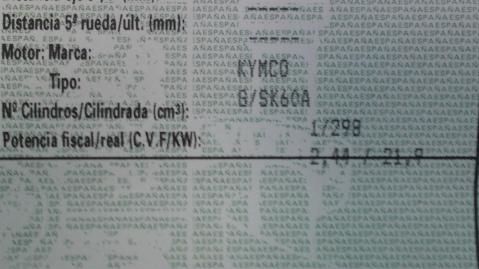 Distancia 5ª rueda/últ. (mm): -----
Motor: Marca: KYMCO
Tipo: G/SK60A
Nº Cilindros/Cilindrada (cm³): 1/298
Potencia fiscal/real (C.V.F/KW): 2,44 / 21,9